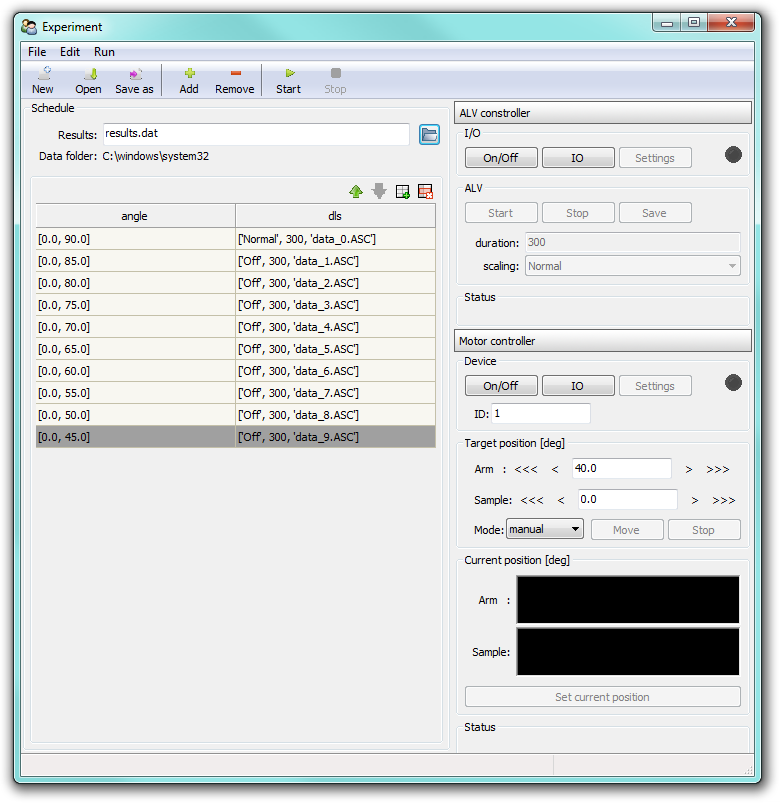 Experiment
File Edit Run
New Open Save as Add Remove Start Stop
Schedule
Results: results.dat
Data folder: C:\windows\system32
angle dls
[0.0, 90.0] ['Normal', 300, 'data_0.ASC']
[0.0, 85.0] ['Off', 300, 'data_1.ASC']
[0.0, 80.0] ['Off', 300, 'data_2.ASC']
[0.0, 75.0] ['Off', 300, 'data_3.ASC']
[0.0, 70.0] ['Off', 300, 'data_4.ASC']
[0.0, 65.0] ['Off', 300, 'data_5.ASC']
[0.0, 60.0] ['Off', 300, 'data_6.ASC']
[0.0, 55.0] ['Off', 300, 'data_7.ASC']
[0.0, 50.0] ['Off', 300, 'data_8.ASC']
[0.0, 45.0] ['Off', 300, 'data_9.ASC']
ALV constroller
I/O
On/Off IO Settings
ALV
Start Stop Save
duration: 300
scaling: Normal
Status
Motor controller
Device
On/Off IO Settings
ID: 1
Target position [deg]
Arm : <<< < 40.0 > >>>
Sample: <<< < 0.0 > >>>
Mode: manual Move Stop
Current position [deg]
Arm :
Sample:
Set current position
Status